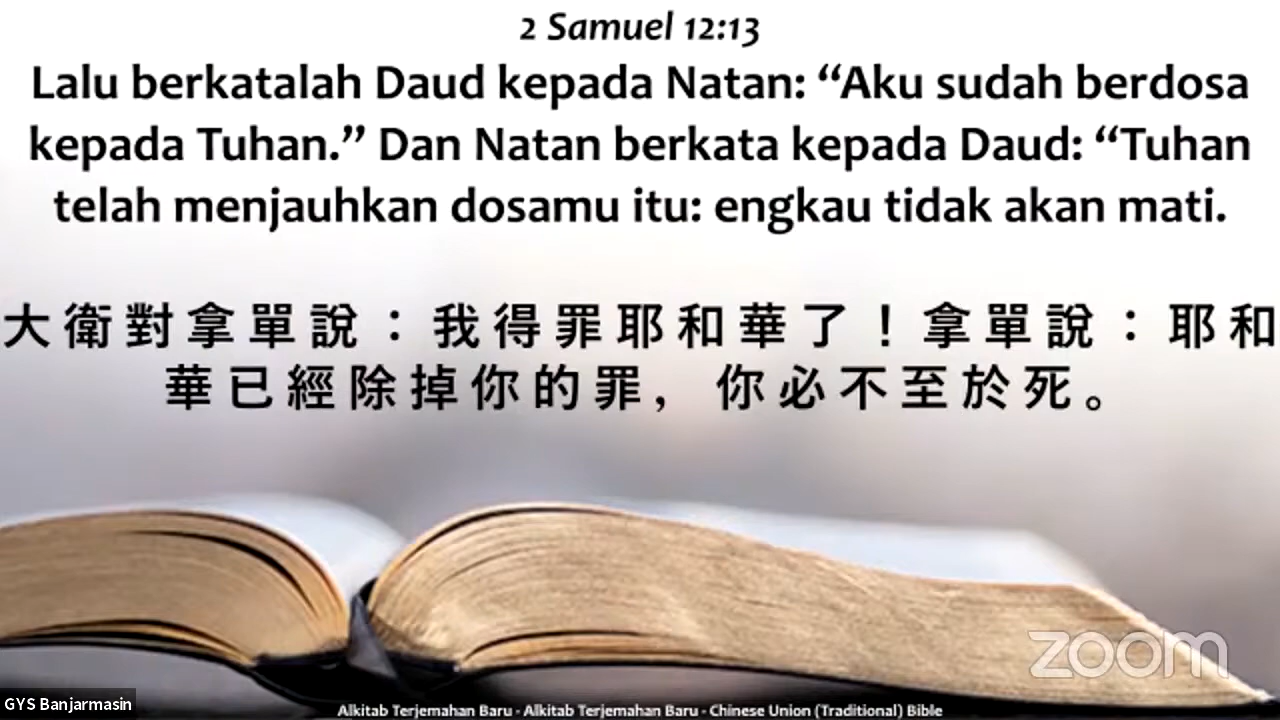 2 Samuel 12:13
Lalu berkatalah Daud kepada Natan: “Aku sudah berdosa
kepada Tuhan.” Dan Natan berkata kepada Daud: “Tuhan
telah menjauhkan dosamu itu: engkau tidak akan mati.
大衛對拿單說：我得罪耶和華了！拿單說：耶和
華已經除掉你的罪，你必不至於死。
zoom
GYS Banjarmasin
Alkitab Terjemahan Baru - Alkitab Terjemahan Baru - Chinese Union (Traditional) Bible